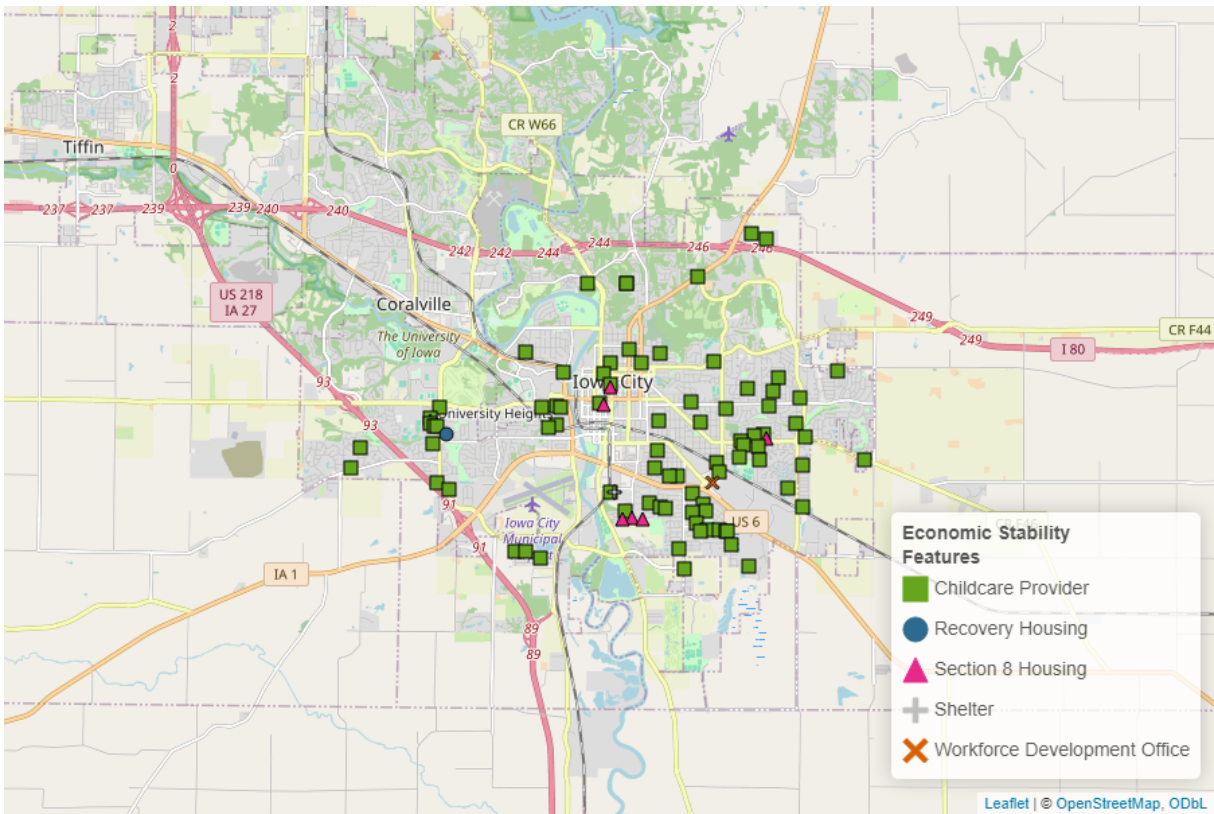 2
2
CR W66
Tiffin
0
237
237
239
239
240
240
242
242
244
244
246
246
US 218
IA 27
Coralville
The University
of Iowa
249
CR F44
249
I 80
93
Iowa City
University Heights
93
91
US 6
Iowa City
Municipal
91
IA 1
89
89
CR F46
Economic Stability
Features
Childcare Provider
Recovery Housing
Section 8 Housing
Shelter
Workforce Development Office
Leaflet | © OpenStreetMap, ODbL